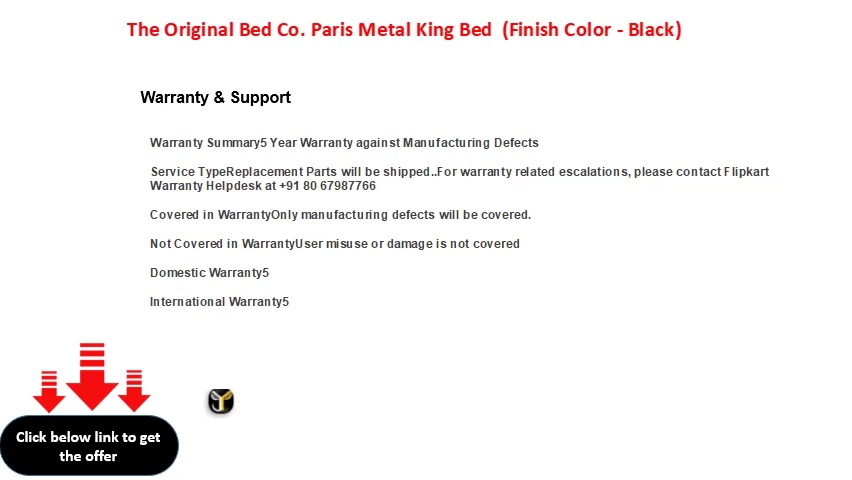 The Original Bed Co. Paris Metal King Bed (Finish Color - Black)
Warranty & Support
Warranty Summary5 Year Warranty against Manufacturing Defects
Service TypeReplacement Parts will be shipped..For warranty related escalations, please contact Flipkart
Warranty Helpdesk at +91 80 67987766
Covered in WarrantyOnly manufacturing defects will be covered.
Not Covered in WarrantyUser misuse or damage is not covered
Domestic Warranty5
International Warranty5
Click below link to get
the offer